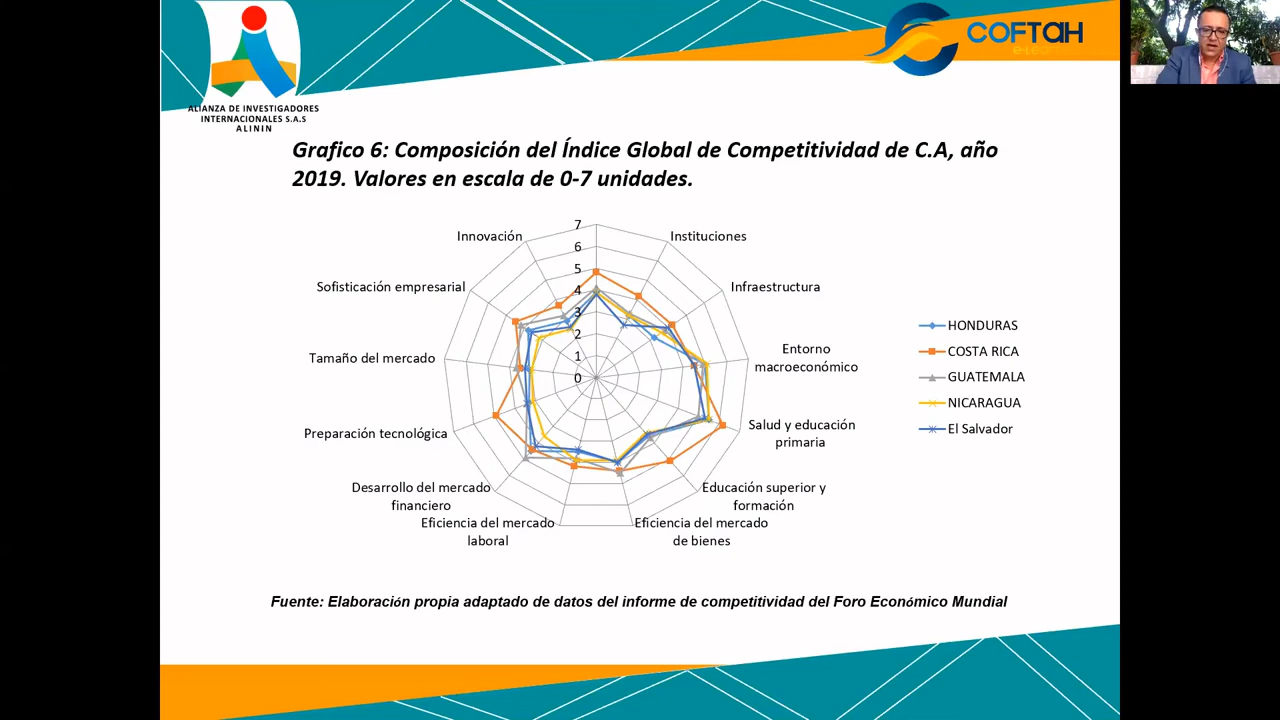 ALIANZA DE INVESTIGADORES
INTERNACIONALES S.A.S
ALININ
COFTAH
Grafico 6: Composición del Índice Global de Competitividad de C.A, año
2019. Valores en escala de 0-7 unidades.
7
6
5
4
3
2
1
0
Instituciones
Infraestructura
Entorno
macroeconómico
Salud y educación
primaria
Educación superior y
formación
Eficiencia del mercado
de bienes
Eficiencia del mercado
laboral
Desarrollo del mercado
financiero
Preparación tecnológica
Tamaño del mercado
Sofisticación empresarial
Innovación
HONDURAS
COSTA RICA
GUATEMALA
NICARAGUA
El Salvador
Fuente: Elaboración propia adaptado de datos del informe de competitividad del Foro Económico Mundial